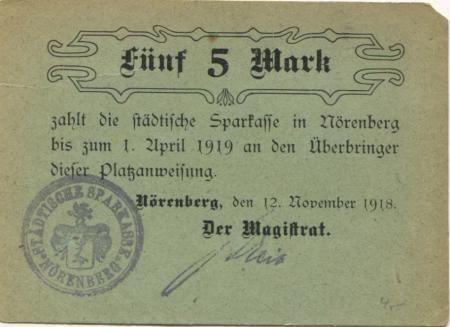 Fünf 5 Mark
zahlt die städtische Sparkasse in Nörenberg
bis zum 1. April 1919 an den Überbringer
dieser Platzanweisung.
Nörenberg, den 12. November 1918.
Der Magistrat.
STÄDTISCHE SPARKASSE
NÖRENBERG